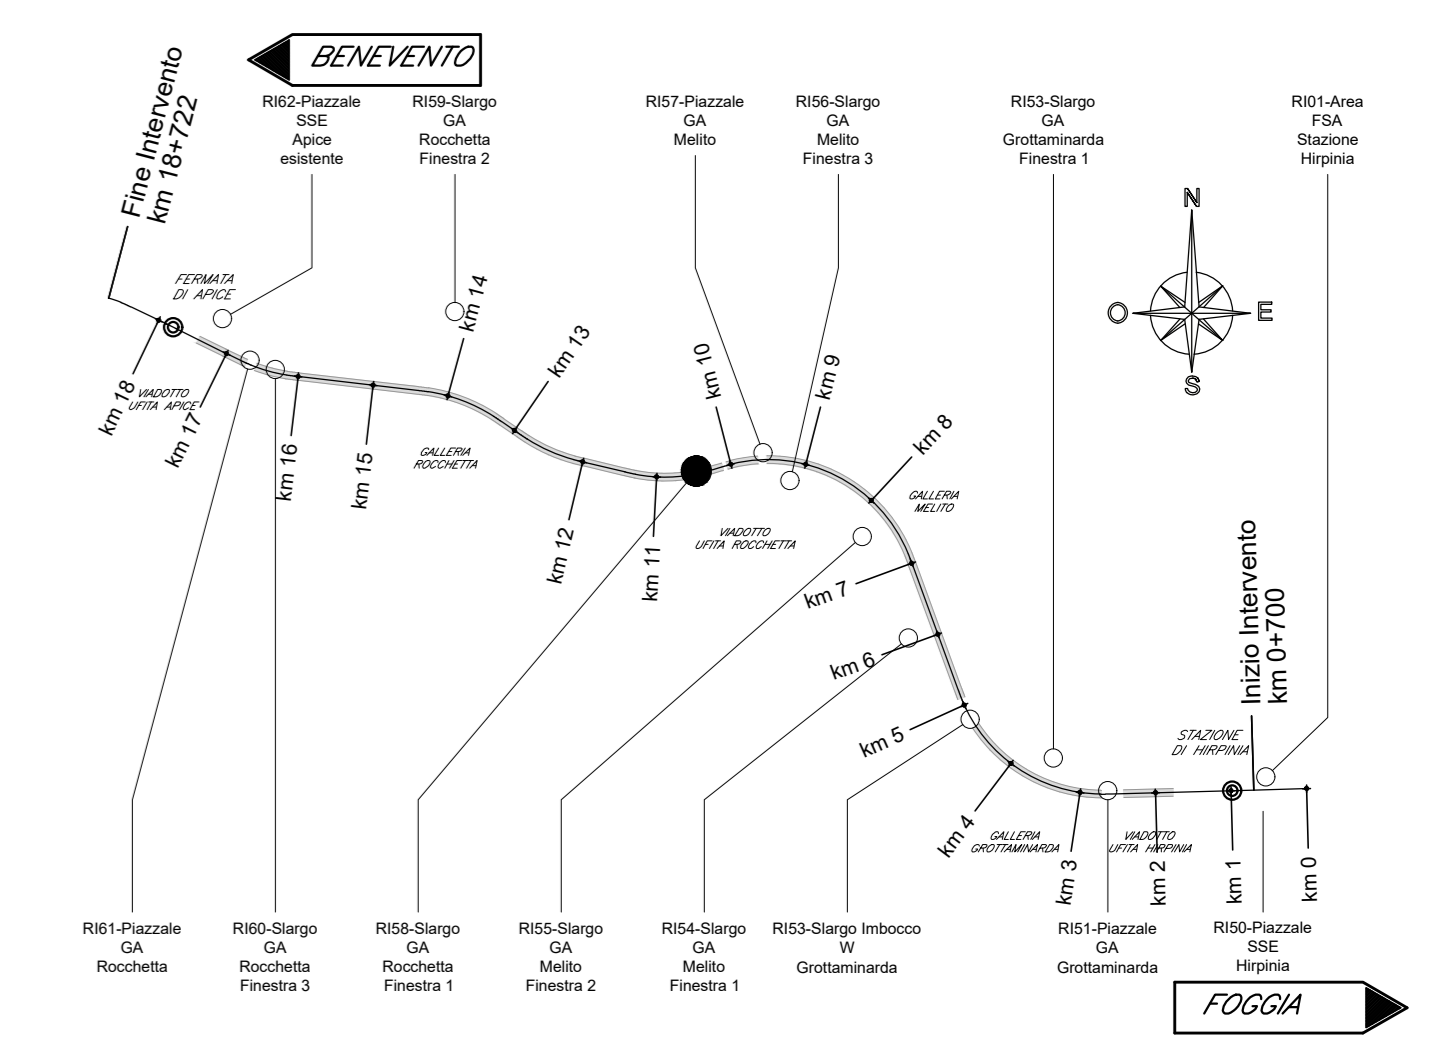 BENEVENTO
Fine Intervento
km 18+722
RI62-Piazzale
SSE
Apice
esistente
RI59-Slargo
GA
Rocchetta
Finestra 2
RI57-Piazzale
GA
Melito
RI56-Slargo
GA
Melito
Finestra 3
RI53-Slargo
GA
Grottaminarda
Finestra 1
RI01-Area
FSA
Stazione
Hirpinia
N
O
E
S
FERMATA
DI APICE
km 18
VIADOTTO
UFITA APICE
km 17
km 16
km 15
km 14
GALLERIA
ROCCHETTA
km 13
km 12
km 11
km 10
VIADOTTO
UFITA ROCCHETTA
km 9
km 8
GALLERIA
MELITO
km 7
km 6
km 5
km 4
GALLERIA
GROTTAMINARDA
km 3
VIADOTTO
UFITA HIRPINIA
km 2
STAZIONE
DI HIRPINIA
Inizio Intervento
km 0+700
km 1
km 0
RI61-Piazzale
GA
Rocchetta
RI60-Slargo
GA
Rocchetta
Finestra 3
RI58-Slargo
GA
Rocchetta
Finestra 1
RI55-Slargo
GA
Melito
Finestra 2
RI54-Slargo
GA
Melito
Finestra 1
RI53-Slargo Imbocco
W
Grottaminarda
RI51-Piazzale
GA
Grottaminarda
RI50-Piazzale
SSE
Hirpinia
FOGGIA